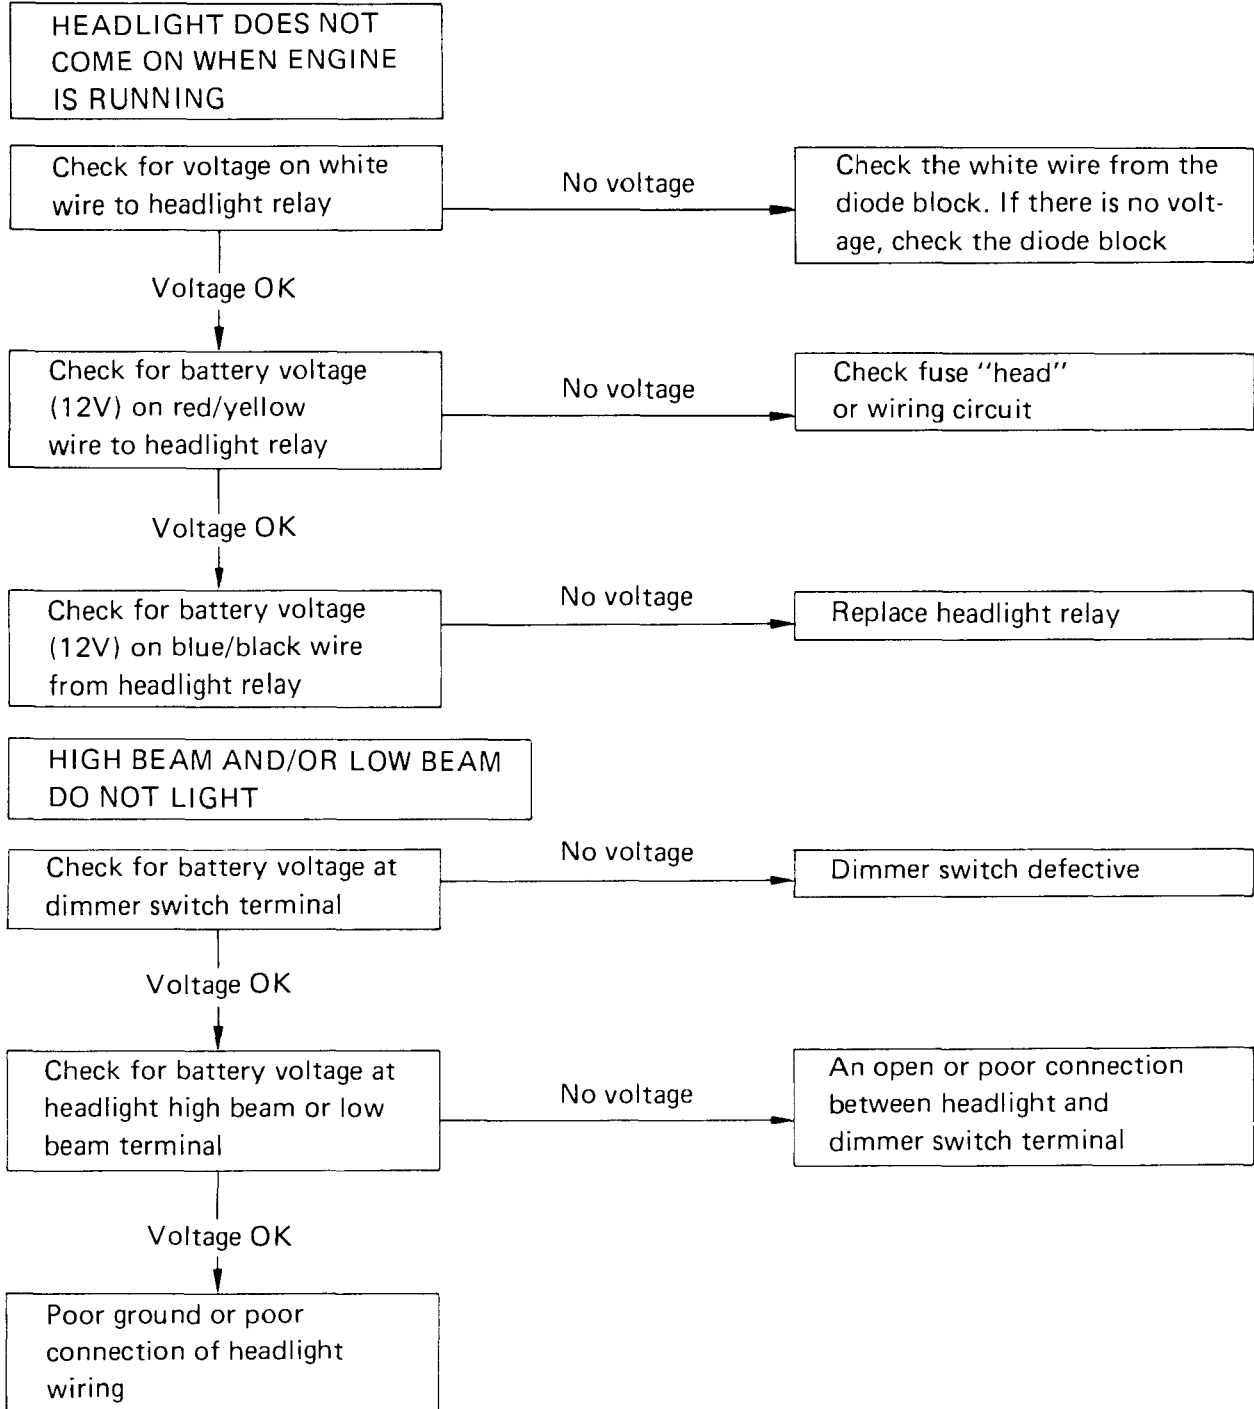 HEADLIGHT DOES NOT
COME ON WHEN ENGINE
IS RUNNING
Check for voltage on white
wire to headlight relay
No voltage
Check the white wire from the
diode block. If there is no volt-
age, check the diode block
Voltage OK
Check for battery voltage
(12V) on red/yellow
wire to headlight relay
No voltage
Check fuse "head"
or wiring circuit
Voltage OK
Check for battery voltage
(12V) on blue/black wire
from headlight relay
No voltage
Replace headlight relay
HIGH BEAM AND/OR LOW BEAM
DO NOT LIGHT
Check for battery voltage at
dimmer switch terminal
No voltage
Dimmer switch defective
Voltage OK
Check for battery voltage at
headlight high beam or low
beam terminal
No voltage
An open or poor connection
between headlight and
dimmer switch terminal
Voltage OK
Poor ground or poor
connection of headlight
wiring